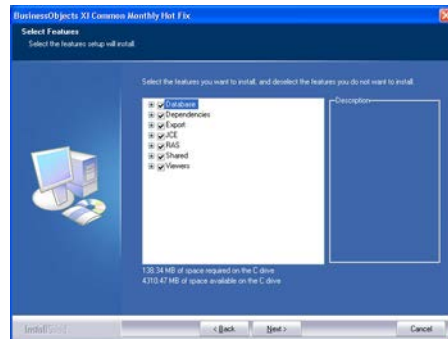 BusinessObjects XI Common Monthly Hot Fix
Select Features
Select the features setup will install.
Select the features you want to install, and deselect the features you do not want to install.
Database
Dependencies
Export
JCE
RAS
Shared
Viewers
Description
138.34 MB of space required on the C drive
4310.47 MB of space available on the C drive
InstallShield
< Back
Next >
Cancel